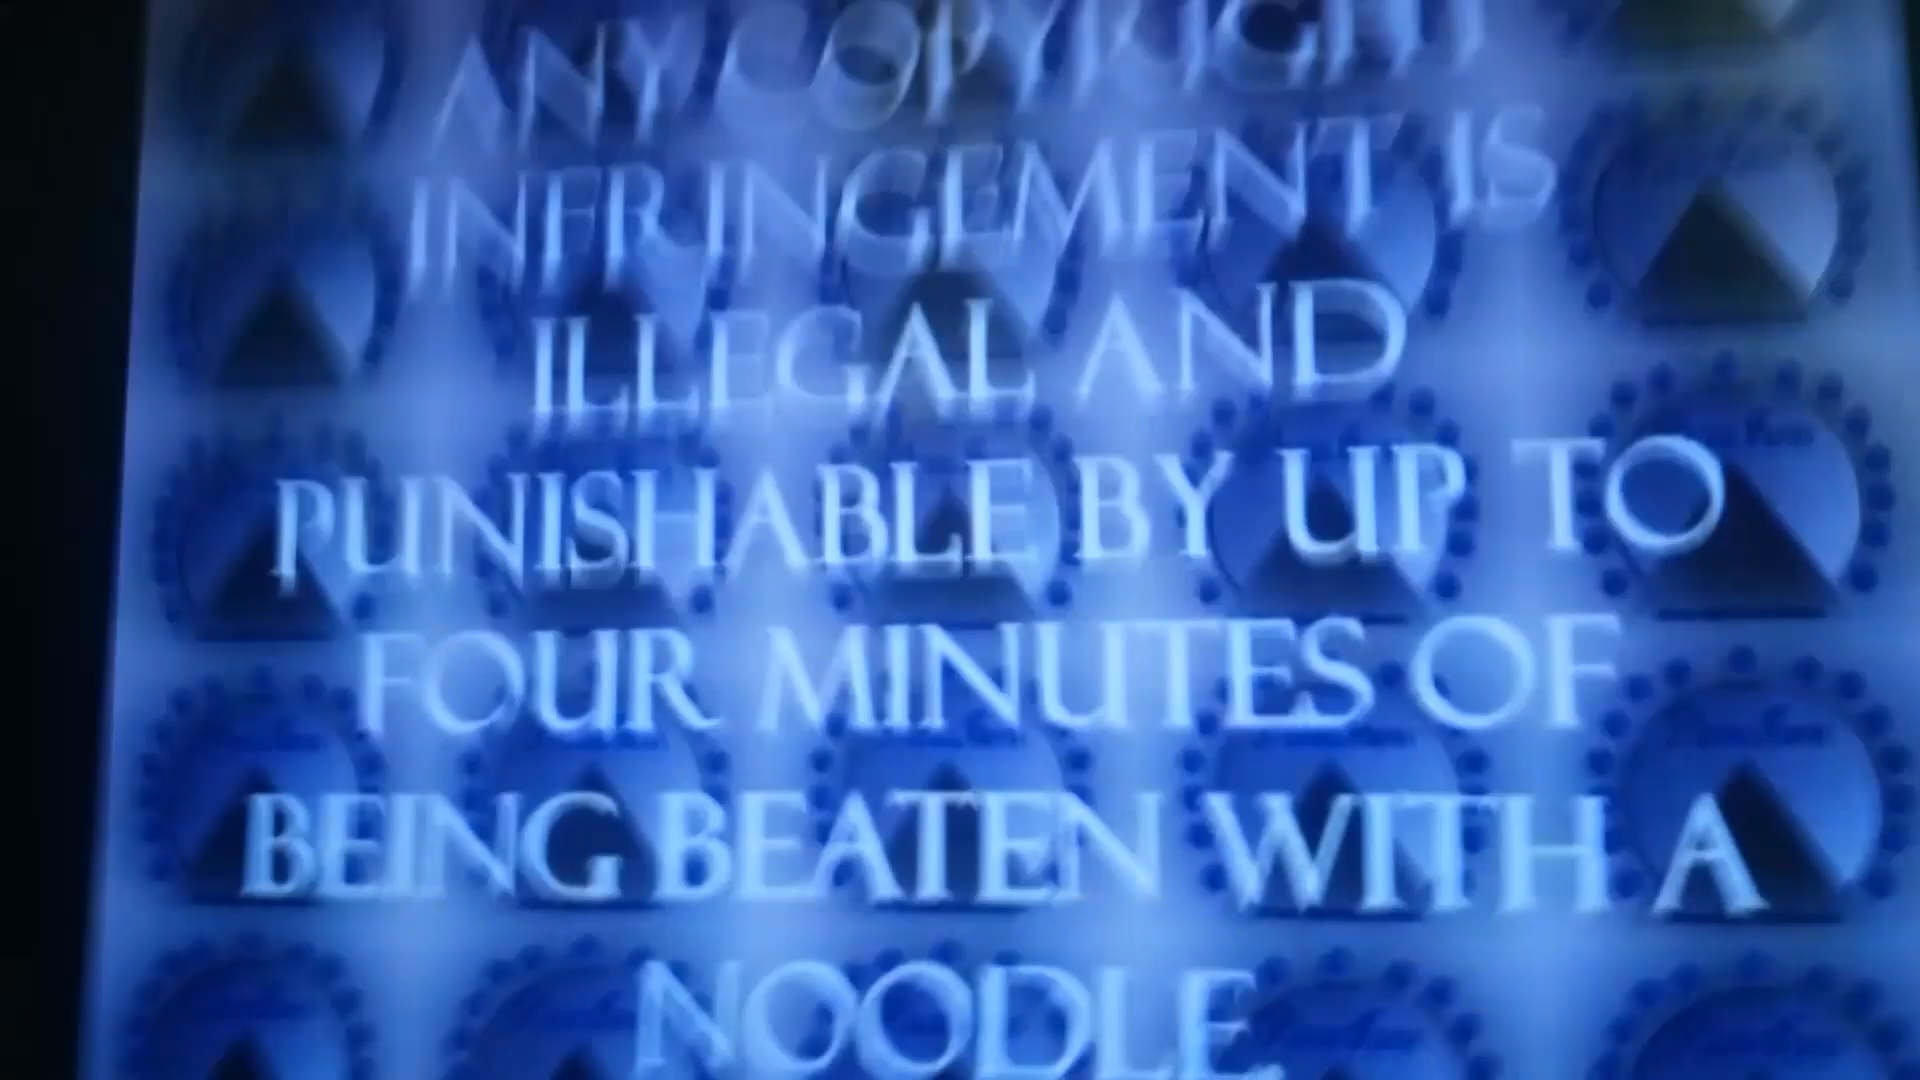 ANY COPYRIGHT
INFRINGEMENT IS
ILLEGAL AND
PUNISHABLE BY UP TO
FOUR MINUTES OF
BEING BEATEN WITH A
NOODLE.